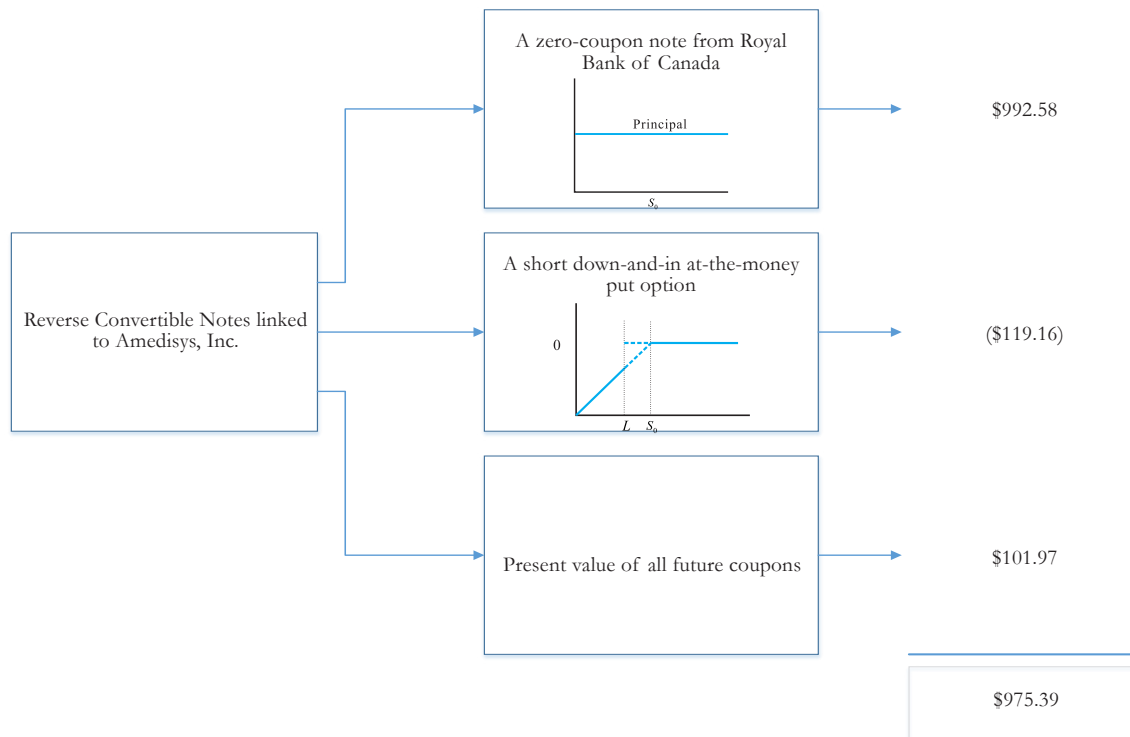 A zero-coupon note from Royal
Bank of Canada
Principal
S₀
$992.58
Reverse Convertible Notes linked
to Amedisys, Inc.
A short down-and-in at-the-money
put option
0
L S₀
($119.16)
Present value of all future coupons
$101.97
$975.39